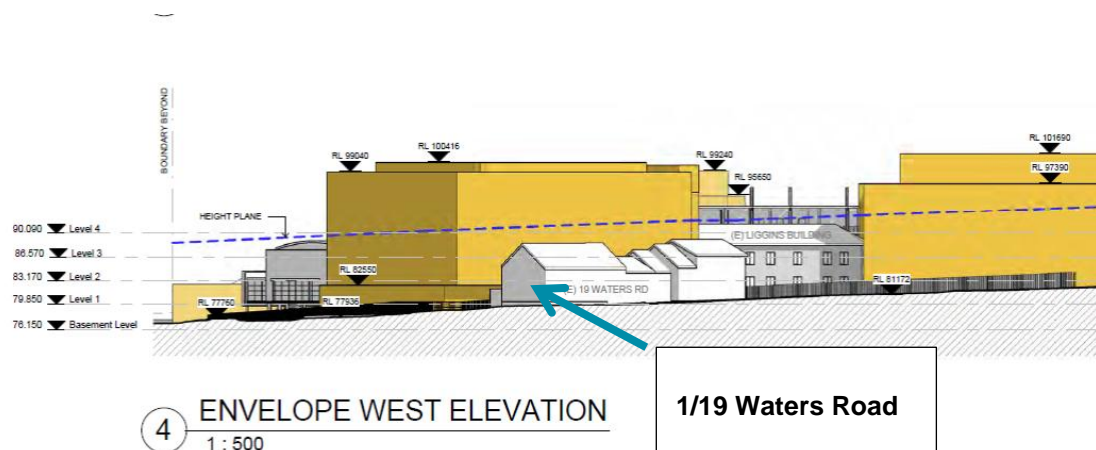 BOUNDARY BEYOND
RL 99040
RL 100416
RL 99240
RL 95650
RL 101690
RL 97390
HEIGHT PLANE
90.090 Level 4
86.570 Level 3
83.170 Level 2
79.850 Level 1
76.150 Basement Level
(E) LIGGINS BUILDING
RL 82550
(E) 19 WATERS RD
RL 81172
RL 77760
RL 77936
1/19 Waters Road
4 ENVELOPE WEST ELEVATION
1 : 500